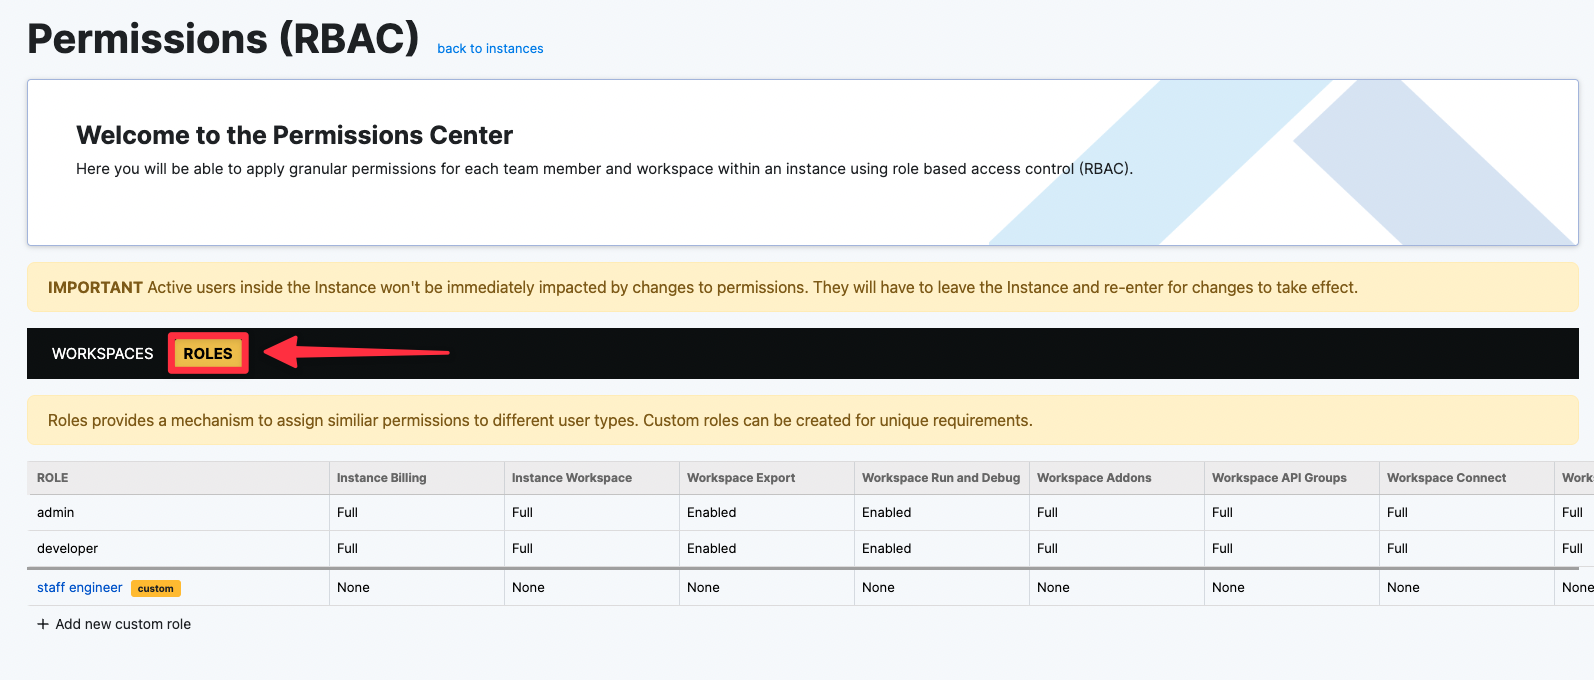 Permissions (RBAC) back to instances
Welcome to the Permissions Center
Here you will be able to apply granular permissions for each team member and workspace within an instance using role based access control (RBAC).
IMPORTANT Active users inside the Instance won't be immediately impacted by changes to permissions. They will have to leave the Instance and re-enter for changes to take effect.
WORKSPACES ROLES
Roles provides a mechanism to assign similiar permissions to different user types. Custom roles can be created for unique requirements.
ROLE Instance Billing Instance Workspace Workspace Export Workspace Run and Debug Workspace Addons Workspace API Groups Workspace Connect
admin Full Full Enabled Enabled Full Full Full Full
developer Full Full Enabled Enabled Full Full Full Full
staff engineer custom None None None None None None None None
+ Add new custom role